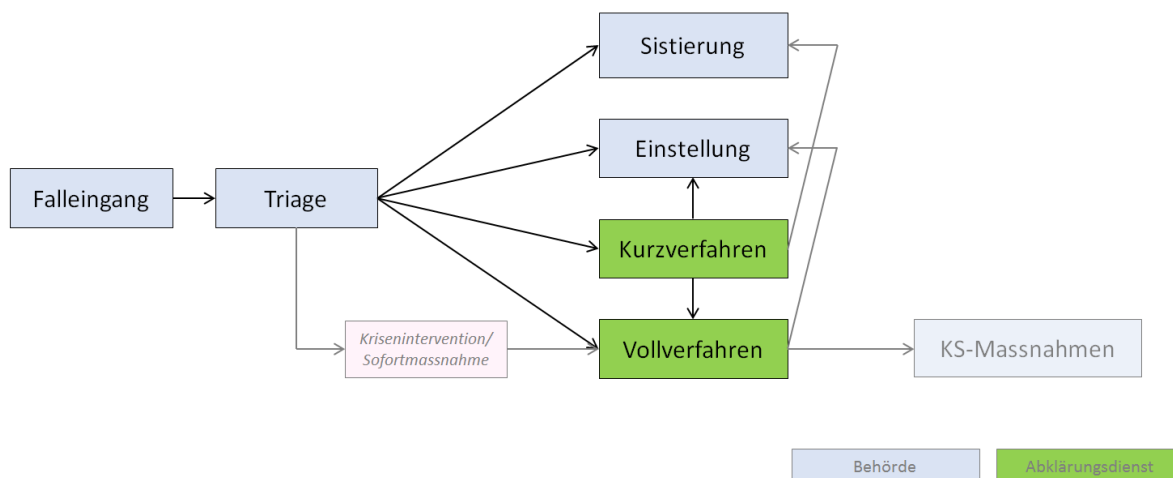 Sistierung
Einstellung
Falleingang
Triage
Kurzverfahren
Krisenintervention/
Sofortmassnahme
Vollverfahren
KS-Massnahmen
Behörde
Abklärungsdienst